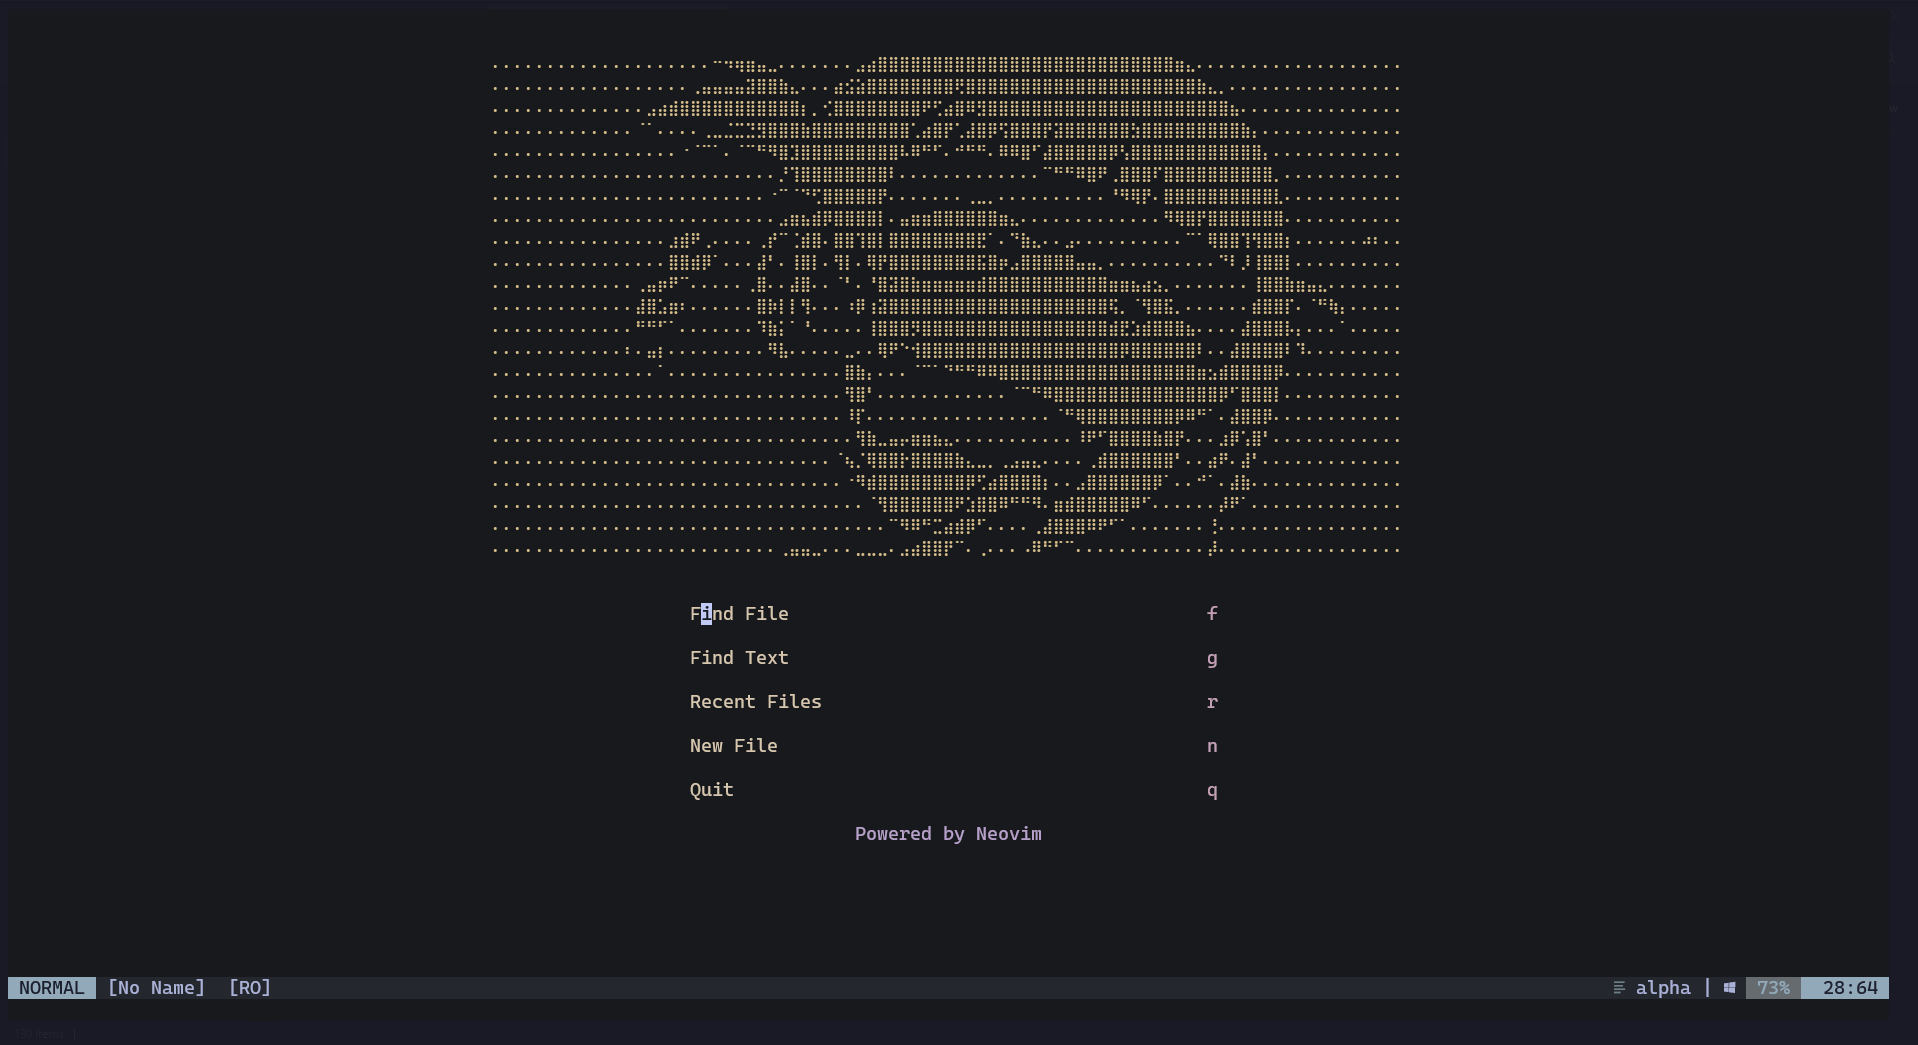 Find File f
Find Text g
Recent Files r
New File n
Quit q
Powered by Neovim
NORMAL [No Name] [RO] alpha | 73% 28:64